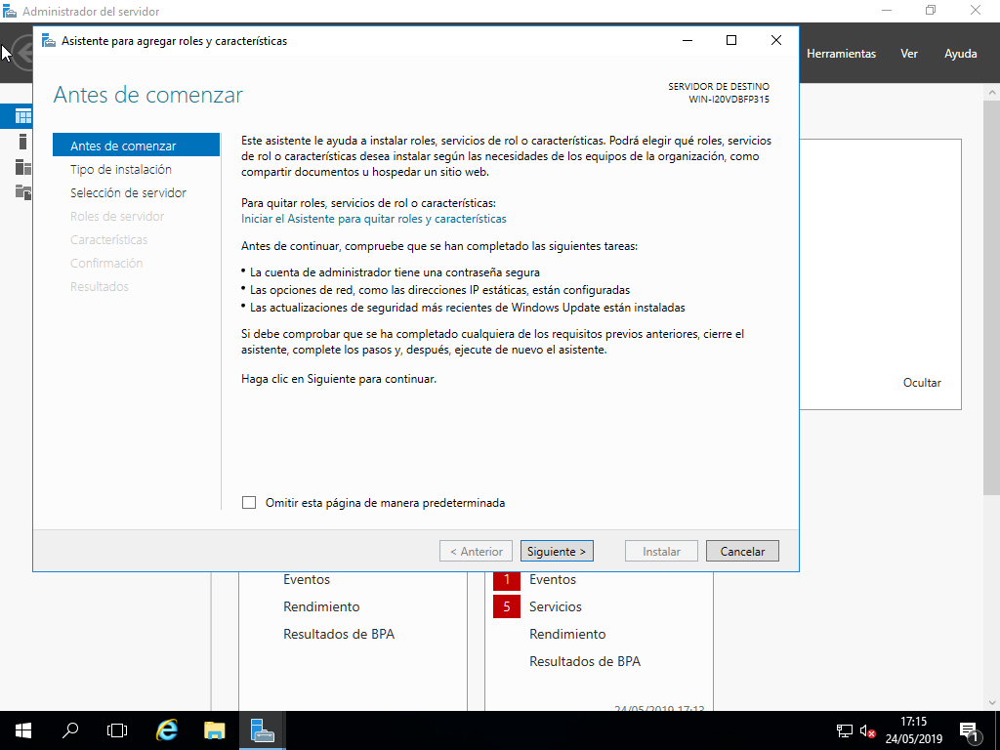 Administrador del servidor
Asistente para agregar roles y características
Herramientas
Ver
Ayuda
Antes de comenzar
SERVIDOR DE DESTINO
WIN-I20VDBFP315
Antes de comenzar
Tipo de instalación
Selección de servidor
Roles de servidor
Características
Confirmación
Resultados
Este asistente le ayuda a instalar roles, servicios de rol o características. Podrá elegir qué roles, servicios
de rol o características desea instalar según las necesidades de los equipos de la organización, como
compartir documentos u hospedar un sitio web.
Para quitar roles, servicios de rol o características:
Iniciar el Asistente para quitar roles y características
Antes de continuar, compruebe que se han completado las siguientes tareas:
• La cuenta de administrador tiene una contraseña segura
• Las opciones de red, como las direcciones IP estáticas, están configuradas
• Las actualizaciones de seguridad más recientes de Windows Update están instaladas
Si debe comprobar que se ha completado cualquiera de los requisitos previos anteriores, cierre el
asistente, complete los pasos y, después, ejecute de nuevo el asistente.
Haga clic en Siguiente para continuar.
Ocultar
Omitir esta página de manera predeterminada
< Anterior
Siguiente >
Instalar
Cancelar
Eventos
Rendimiento
Resultados de BPA
1 Eventos
5 Servicios
Rendimiento
Resultados de BPA
24/05/2019 17:13
17:15
24/05/2019
1